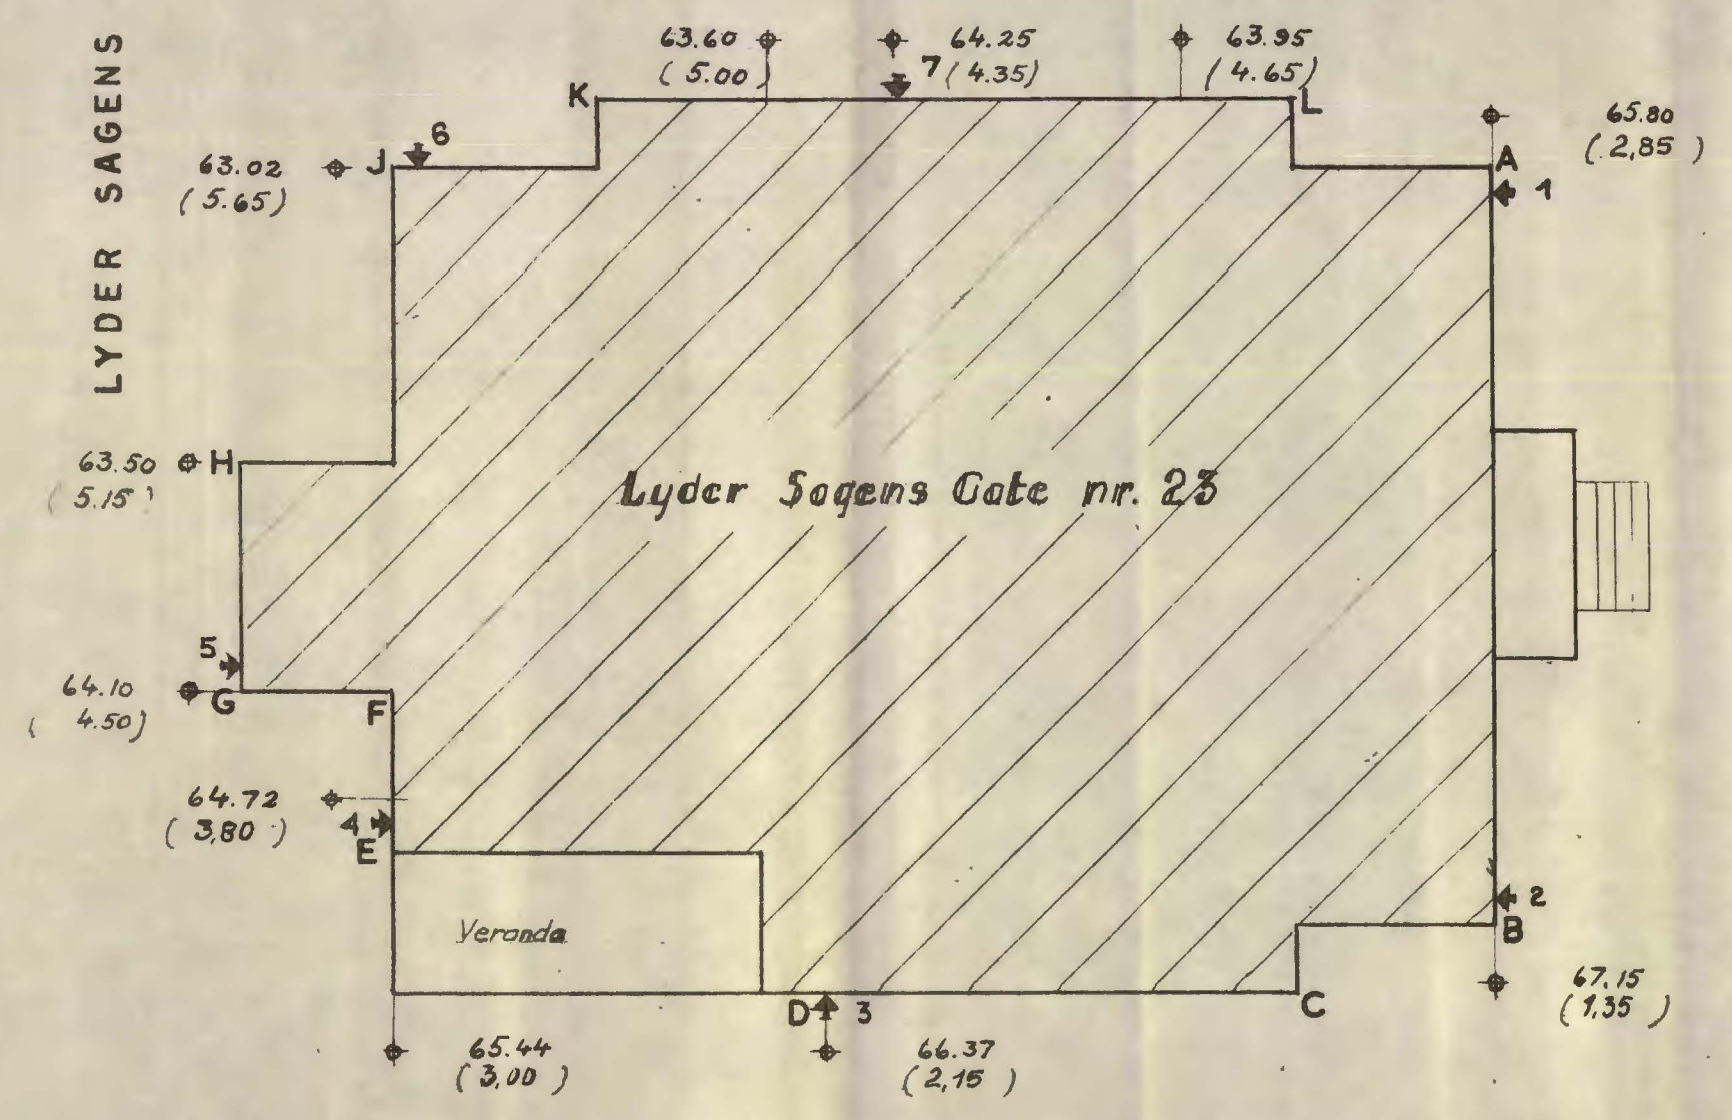 LYDER SAGENS
63.60
(5.00)
64.25
7 (4.35)
63.95
(4.65)
K
L
65.80
(2,85)
6
63.02
(5.65)
J
A
1
63.50
(5.15)
H
Lyder Sagens Gate nr. 23
5
64.10
(4.50)
G
F
64.72
(3,80)
4
E
Veranda
2
B
67.15
(1,35)
D
3
C
65.44
(3,00)
66.37
(2,15)